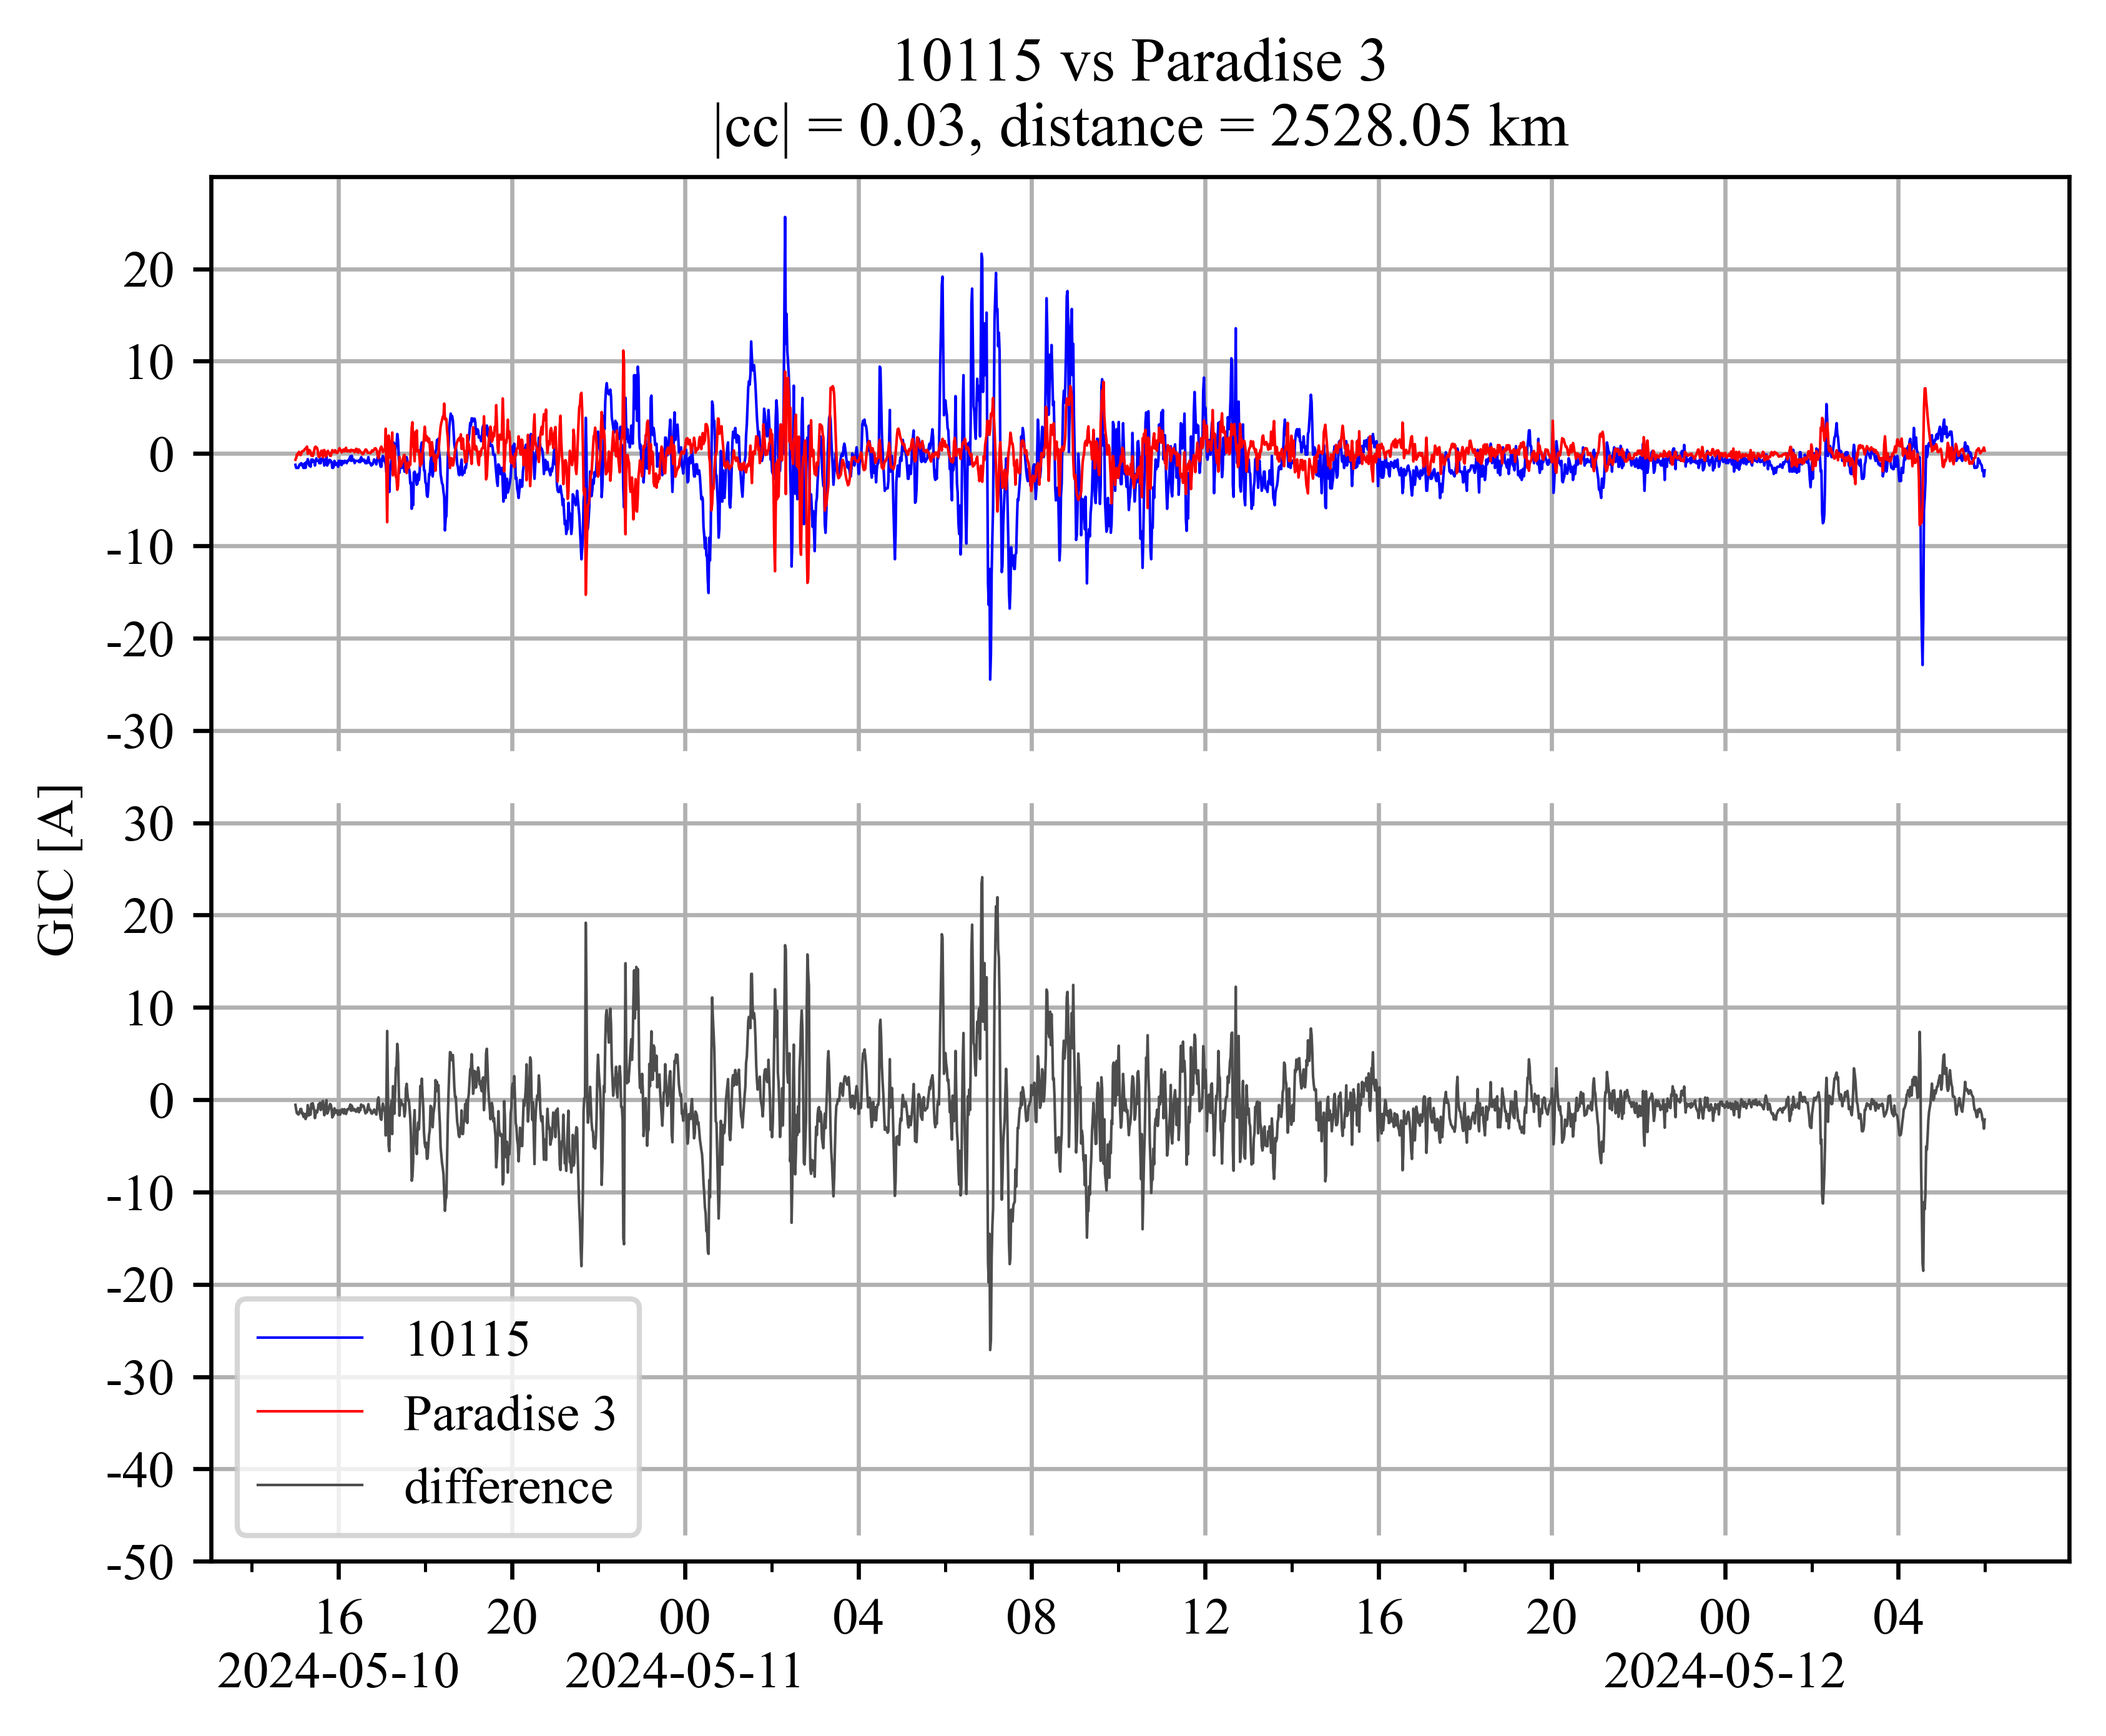 10115 vs Paradise 3
|cc| = 0.03, distance = 2528.05 km
20
10
0
-10
-20
-30
30
20
10
0
-10
-20
-30
-40
-50
GIC [A]
10115
Paradise 3
difference
16 20 00 04 08 12 16 20 00 04
2024-05-10 2024-05-11 2024-05-12